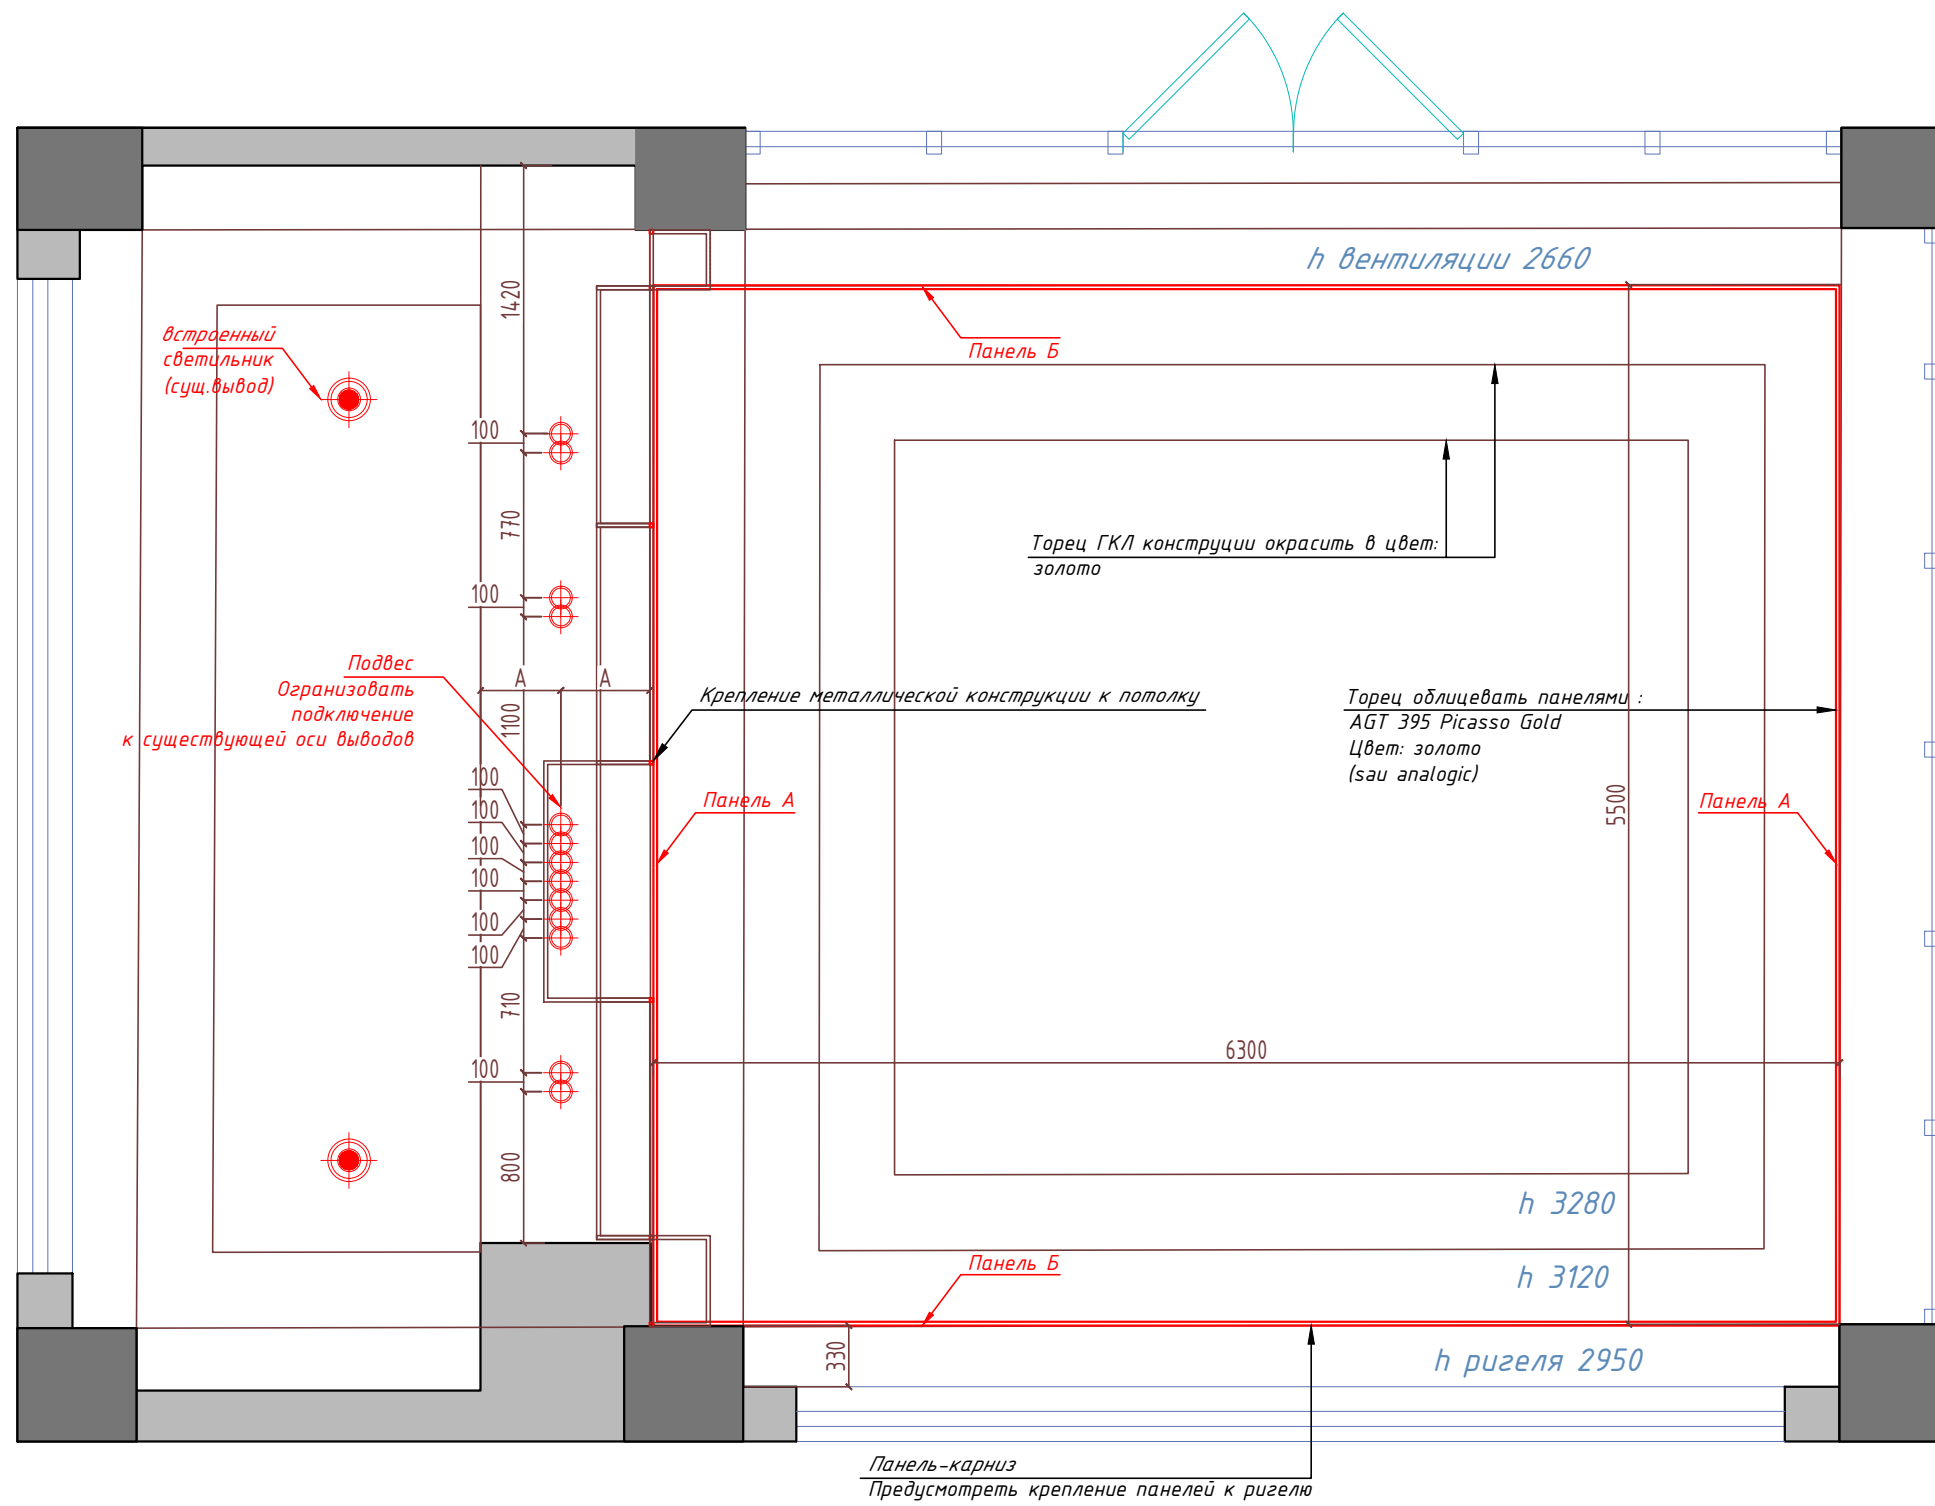 h вентиляции 2660
1420
встроенный
светильник
(сущ.вывод)
Панель Б
100
770
Торец ГКЛ конструции окрасить в цвет:
золото
100
Подвес
Огранизовать
подключение
к существующей оси выводов
A
A
1100
Крепление металлической конструкции к потолку
Торец облицевать панелями :
AGT 395 Picasso Gold
Цвет: золото
(sau analogic)
100
100
100
100
100
100
Панель А
Панель А
5500
710
6300
100
800
h 3280
h 3120
Панель Б
330
h ригеля 2950
Панель-карниз
Предусмотреть крепление панелей к ригелю